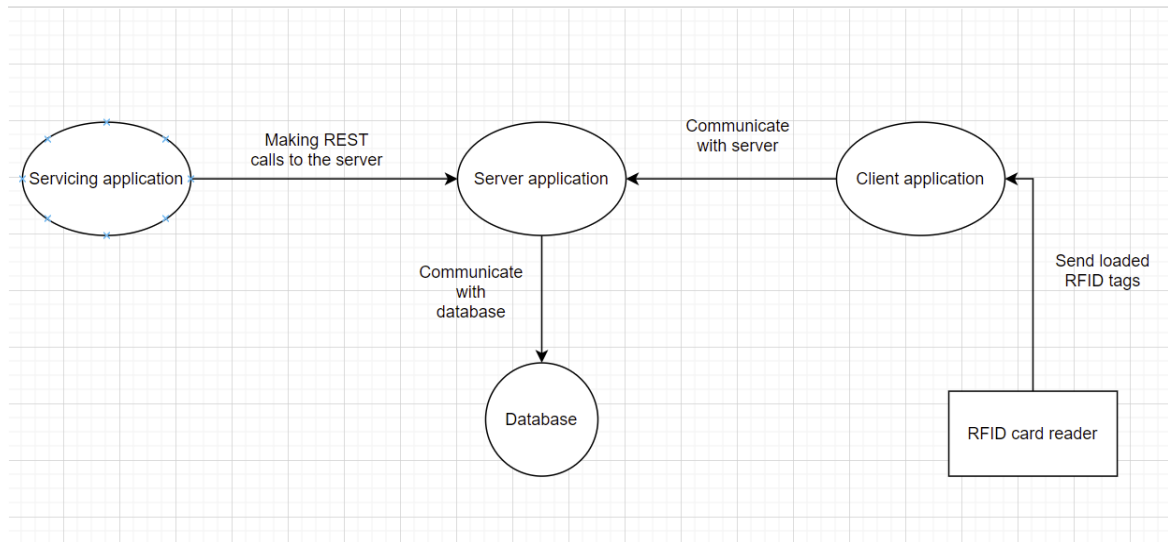 Making REST
calls to the server
Communicate
with server
Servicing application
Server application
Client application
Communicate
with
database
Send loaded
RFID tags
Database
RFID card reader